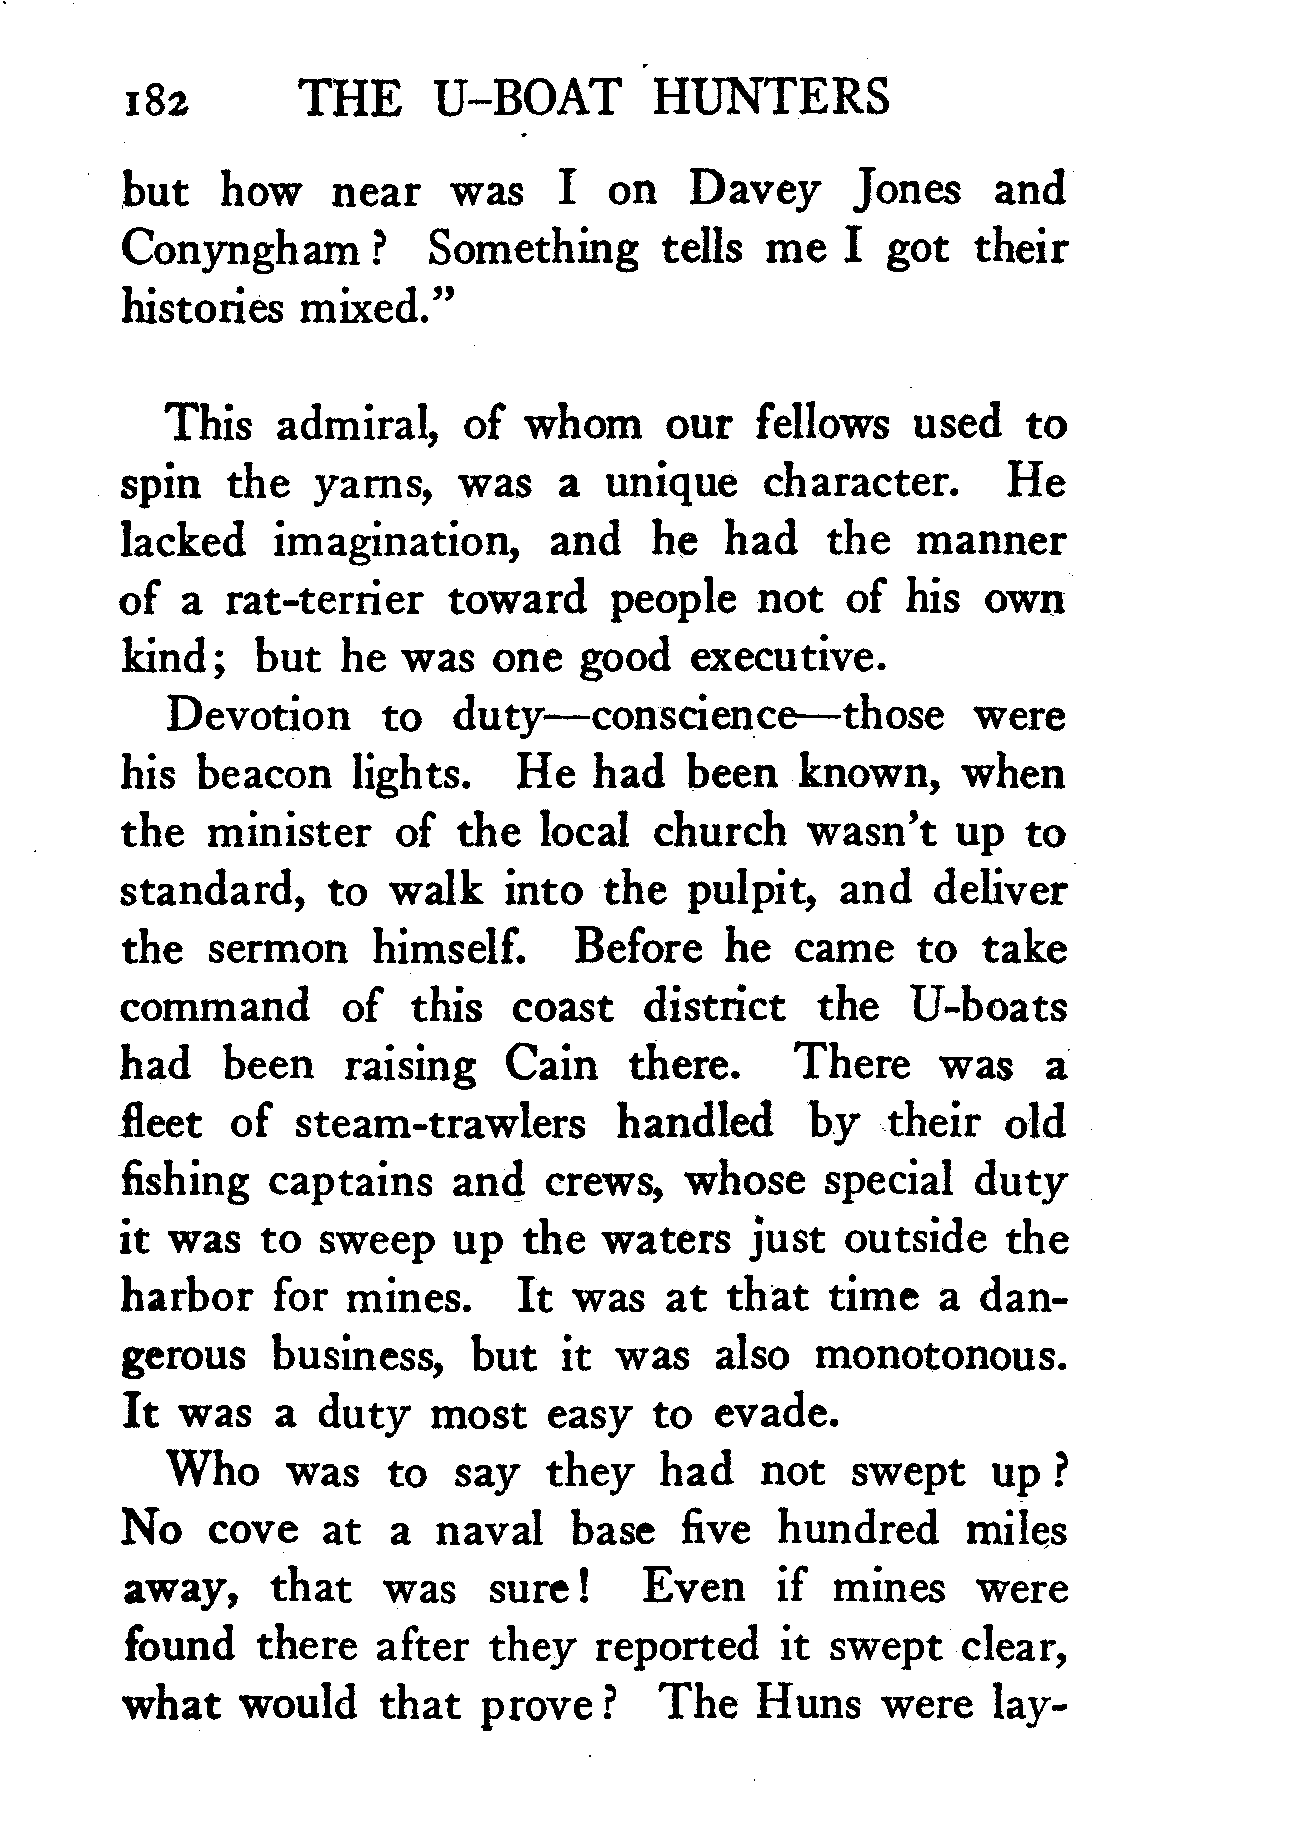 182 THE U-BOAT HUNTERS
but how near was I on Davey Jones and
Conyngham? Something tells me I got their
histories mixed.”
This admiral, of whom our fellows used to
spin the yarns, was a unique character. He
lacked imagination, and he had the manner
of a rat-terrier toward people not of his own
kind; but he was one good executive.
Devotion to duty—conscience—those were
his beacon lights. He had been known, when
the minister of the local church wasn’t up to
standard, to walk into the pulpit, and deliver
the sermon himself. Before he came to take
command of this coast district the U-boats
had been raising Cain there. There was a
fleet of steam-trawlers handled by their old
fishing captains and crews, whose special duty
it was to sweep up the waters just outside the
harbor for mines. It was at that time a dan-
gerous business, but it was also monotonous.
It was a duty most easy to evade.
Who was to say they had not swept up?
No cove at a naval base five hundred miles
away, that was sure! Even if mines were
found there after they reported it swept clear,
what would that prove? The Huns were lay-